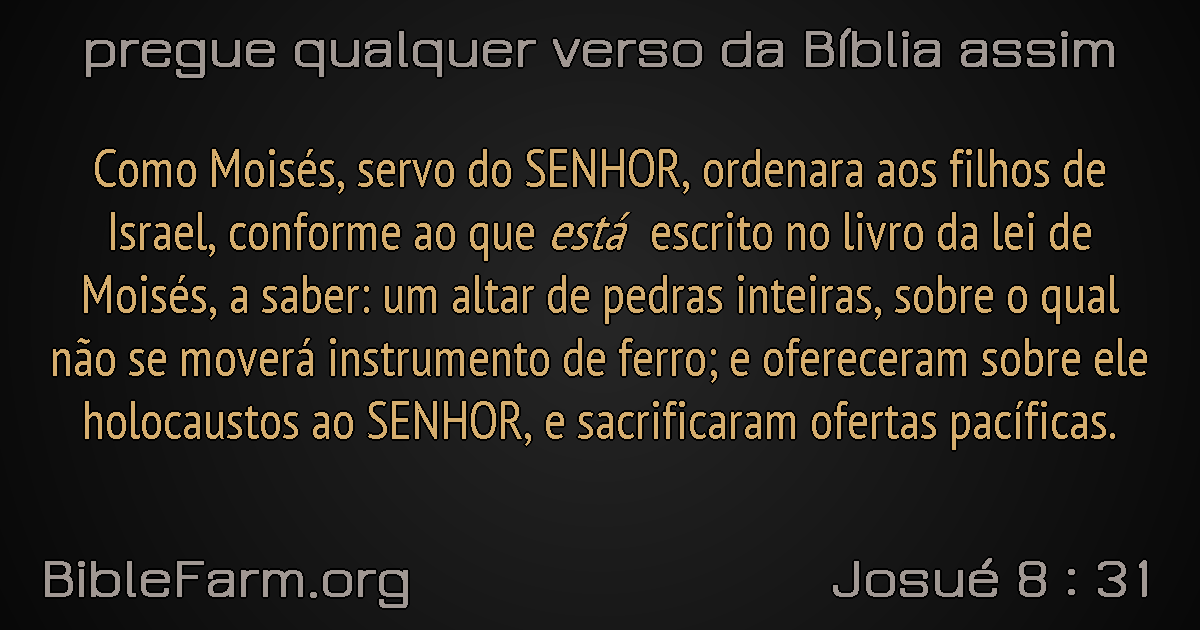 pregue qualquer verso da Bíblia assim
Como Moisés, servo do SENHOR, ordenara aos filhos de
Israel, conforme ao que está escrito no livro da lei de
Moisés, a saber: um altar de pedras inteiras, sobre o qual
não se moverá instrumento de ferro; e ofereceram sobre ele
holocaustos ao SENHOR, e sacrificaram ofertas pacíficas.
BibleFarm.org
Josué 8 : 31